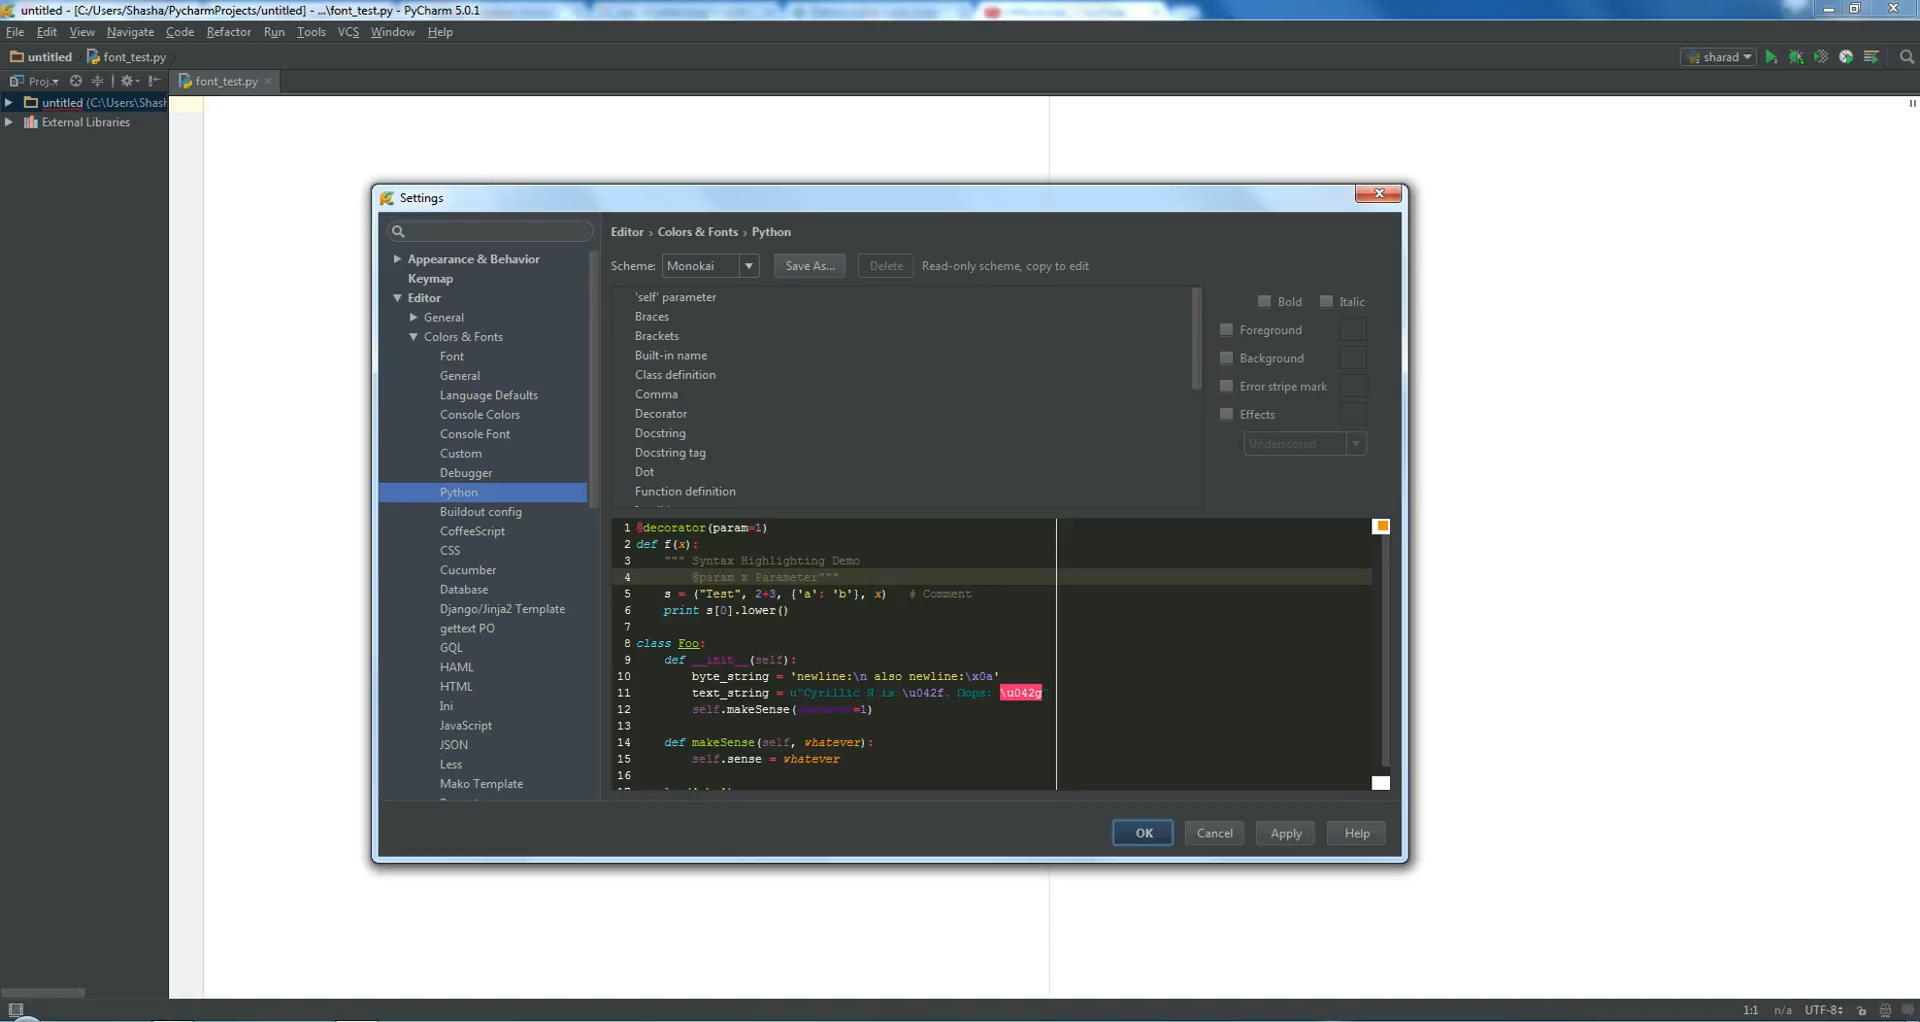 untitled - [C:/Users/Shasha/PycharmProjects/untitled] - ...\font_test.py - PyCharm 5.0.1
File Edit View Navigate Code Refactor Run Tools VCS Window Help
untitled font_test.py
sharad
Proj.
font_test.py
untitled (C:\Users\Shash
External Libraries
Settings
Appearance & Behavior
Keymap
Editor
General
Colors & Fonts
Font
General
Language Defaults
Console Colors
Console Font
Custom
Debugger
Python
Buildout config
CoffeeScript
CSS
Cucumber
Database
Django/Jinja2 Template
gettext PO
GQL
HAML
HTML
Ini
JavaScript
JSON
Less
Mako Template
Editor › Colors & Fonts › Python
Scheme: Monokai Save As... Delete Read-only scheme, copy to edit
'self' parameter
Braces
Brackets
Built-in name
Class definition
Comma
Decorator
Docstring
Docstring tag
Dot
Function definition
Bold Italic
Foreground
Background
Error stripe mark
Effects
Underscored
1 @decorator(param=1)
2 def f(x):
3 """ Syntax Highlighting Demo
4 @param x Parameter"""
5 s = ("Test", 2+3, {'a': 'b'}, x) # Comment
6 print s[0].lower()
7
8 class Foo:
9 def __init__(self):
10 byte_string = 'newline:\n also newline:\x0a'
11 text_string = u"Cyrillic Я is \u042f. Oops: \u042g"
12 self.makeSense(whatever=1)
13
14 def makeSense(self, whatever):
15 self.sense = whatever
16
OK Cancel Apply Help
1:1 n/a UTF-8